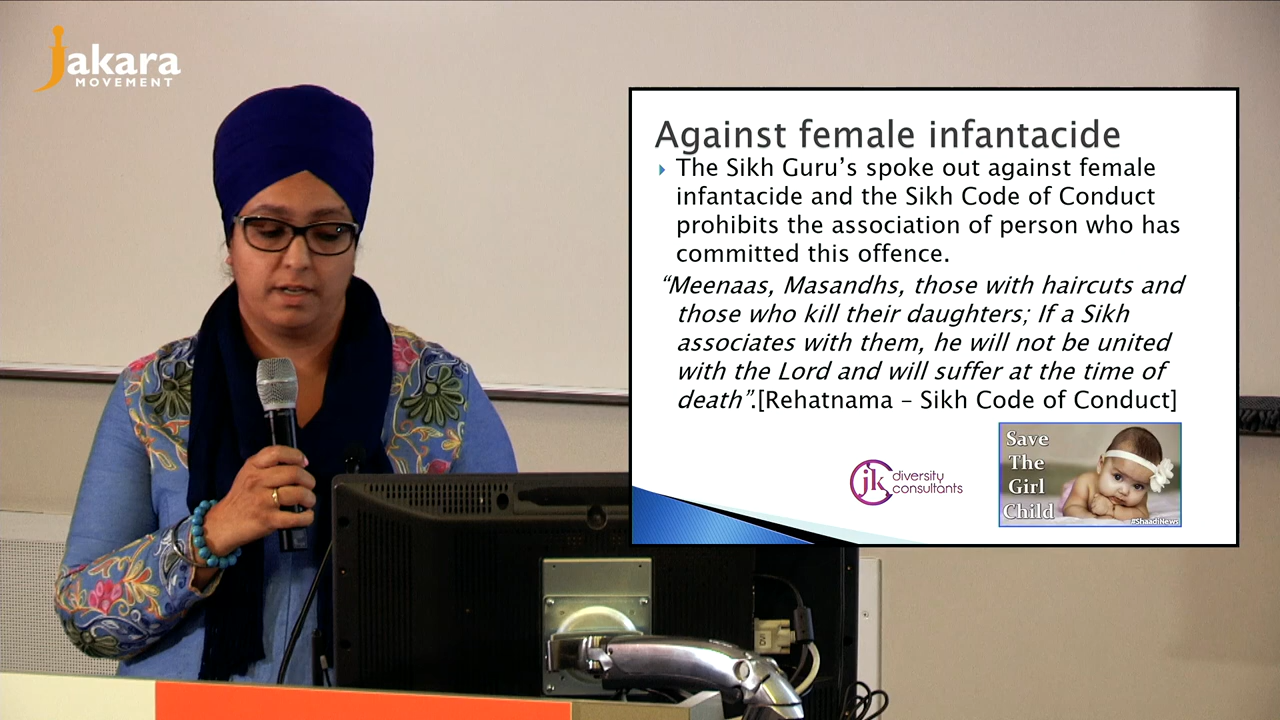 Jakara
MOVEMENT
Against female infantacide
The Sikh Guru’s spoke out against female
infantacide and the Sikh Code of Conduct
prohibits the association of person who has
committed this offence.
“Meenaas, Masandhs, those with haircuts and
those who kill their daughters; If a Sikh
associates with them, he will not be united
with the Lord and will suffer at the time of
death”.[Rehatnama – Sikh Code of Conduct]
jk diversity
consultants
Save
The
Girl
Child
#ShaadiNews
DVI